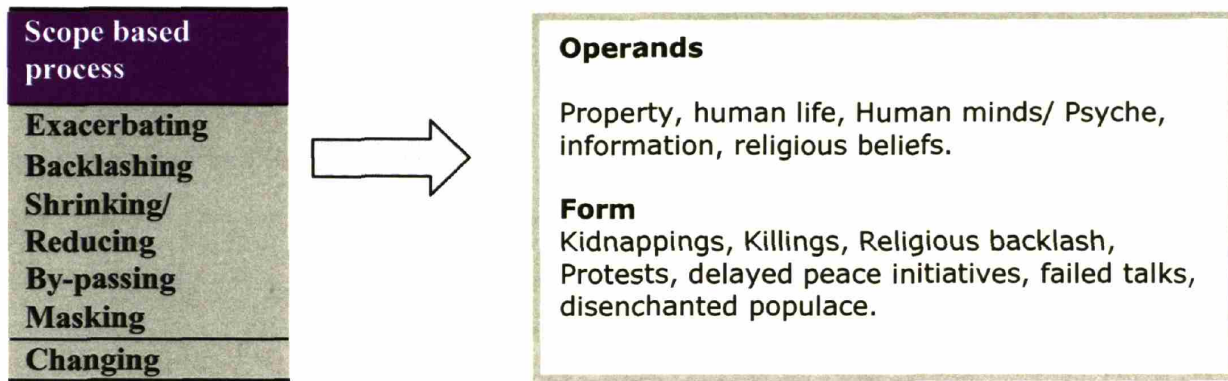 Scope based
process
Exacerbating
Backlashing
Shrinking/
Reducing
By-passing
Masking
Changing
Operands
Property, human life, Human minds/ Psyche,
information, religious beliefs.
Form
Kidnappings, Killings, Religious backlash,
Protests, delayed peace initiatives, failed talks,
disenchanted populace.